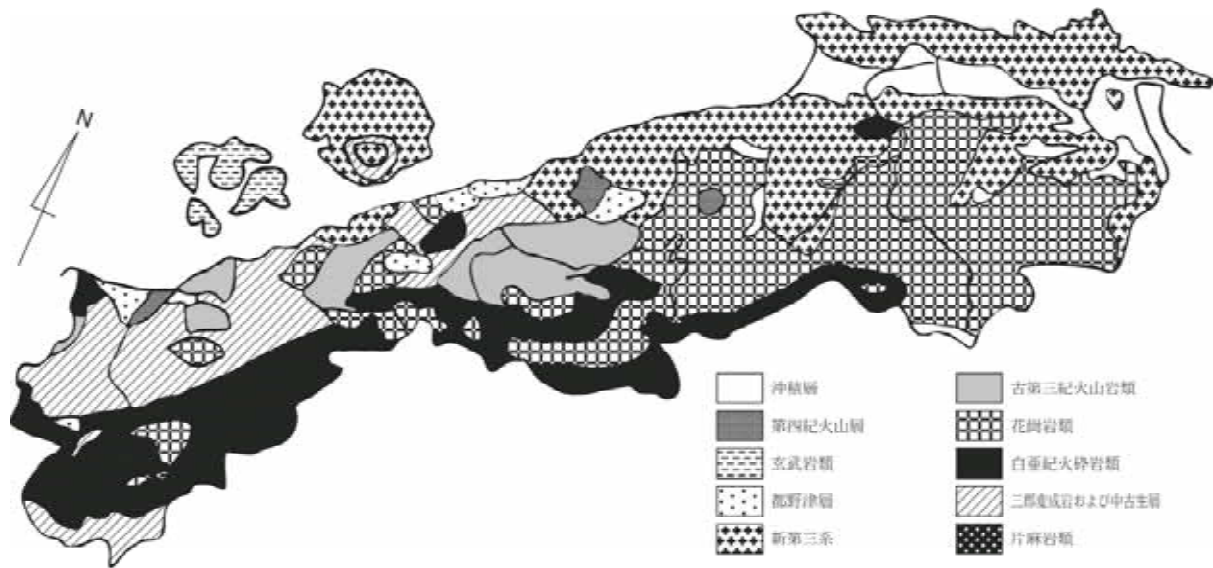 N
沖積層
第四紀火山層
玄武岩類
都野津層
新第三系
古第三紀火山岩類
花崗岩類
白亜紀火砕岩類
三郡変成岩および中古生層
片麻岩類